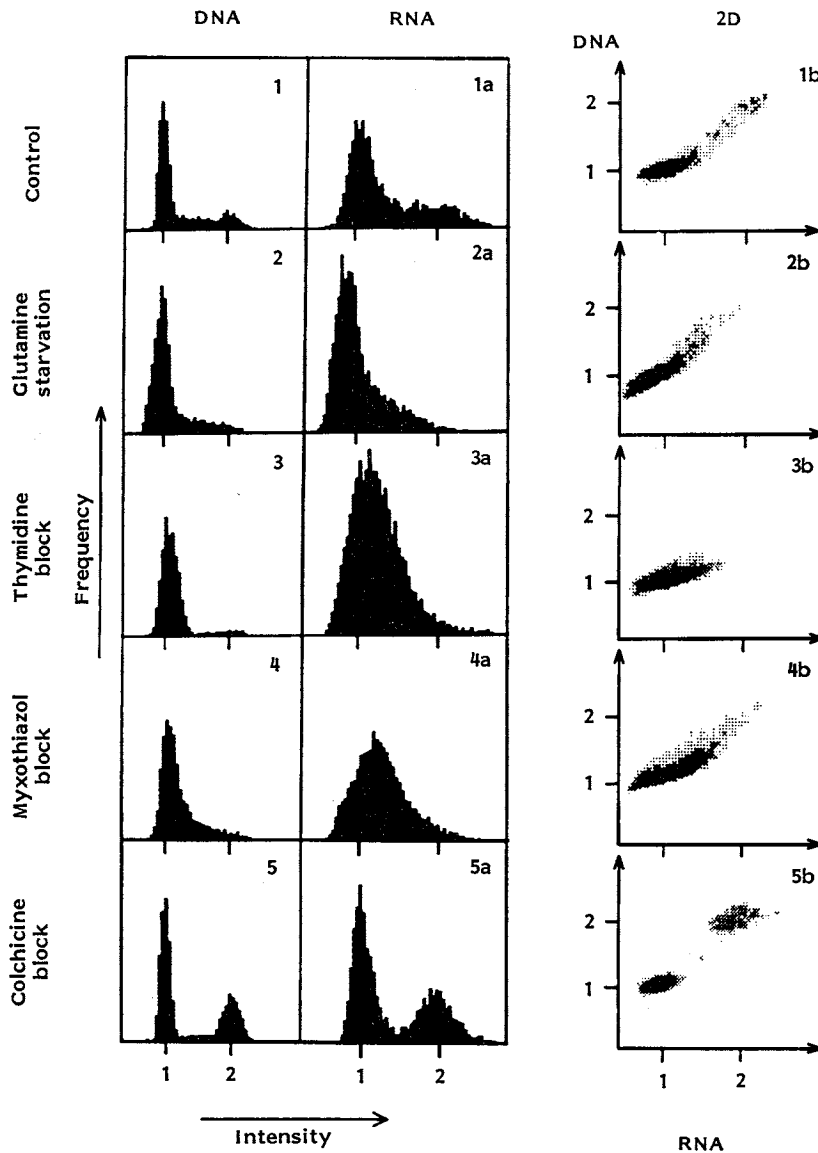 DNA RNA 2D
DNA
Control
1 1a 1b
2
1
Glutamine
starvation
2 2a 2b
2
1
Thymidine
block
3 3a 3b
2
1
Myxothiazol
block
4 4a 4b
2
1
Colchicine
block
5 5a 5b
2
1
Frequency
1 2 1 2 1 2
Intensity
RNA